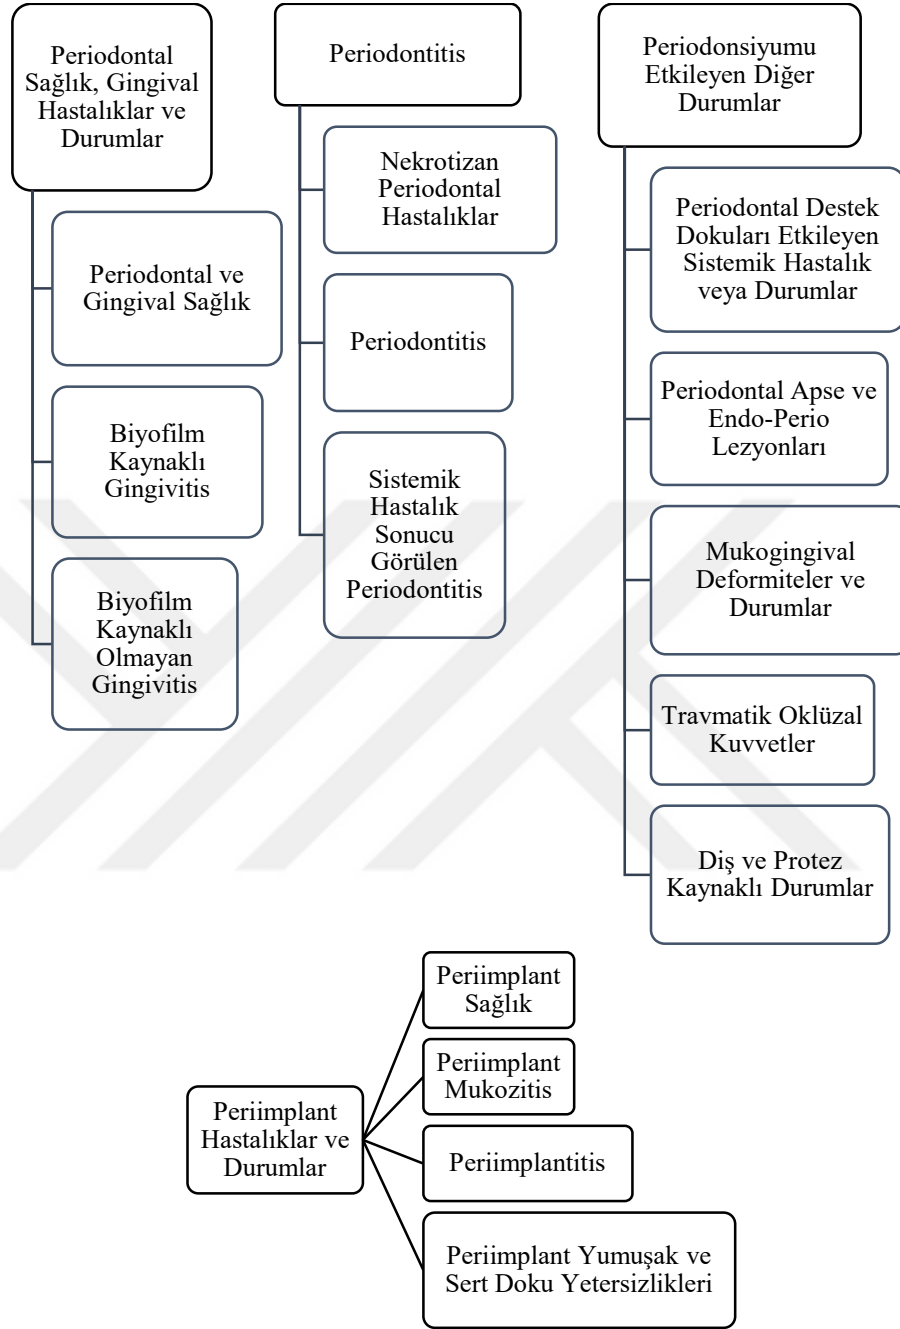 Periodontal
Sağlık, Gingival
Hastalıklar ve
Durumlar
Periodontal ve
Gingival Sağlık
Biyofilm
Kaynaklı
Gingivitis
Biyofilm
Kaynaklı
Olmayan
Gingivitis
Periodontitis
Nekrotizan
Periodontal
Hastalıklar
Periodontitis
Sistemik
Hastalık
Sonucu
Görülen
Periodontitis
Periodonsiyumu
Etkileyen Diğer
Durumlar
Periodontal Destek
Dokuları Etkileyen
Sistemik Hastalık
veya Durumlar
Periodontal Apse ve
Endo-Perio
Lezyonları
Mukogingival
Deformiteler ve
Durumlar
Travmatik Oklüzal
Kuvvetler
Diş ve Protez
Kaynaklı Durumlar
Periimplant
Hastalıklar ve
Durumlar
Periimplant
Sağlık
Periimplant
Mukozitis
Periimplantitis
Periimplant Yumuşak ve
Sert Doku Yetersizlikleri